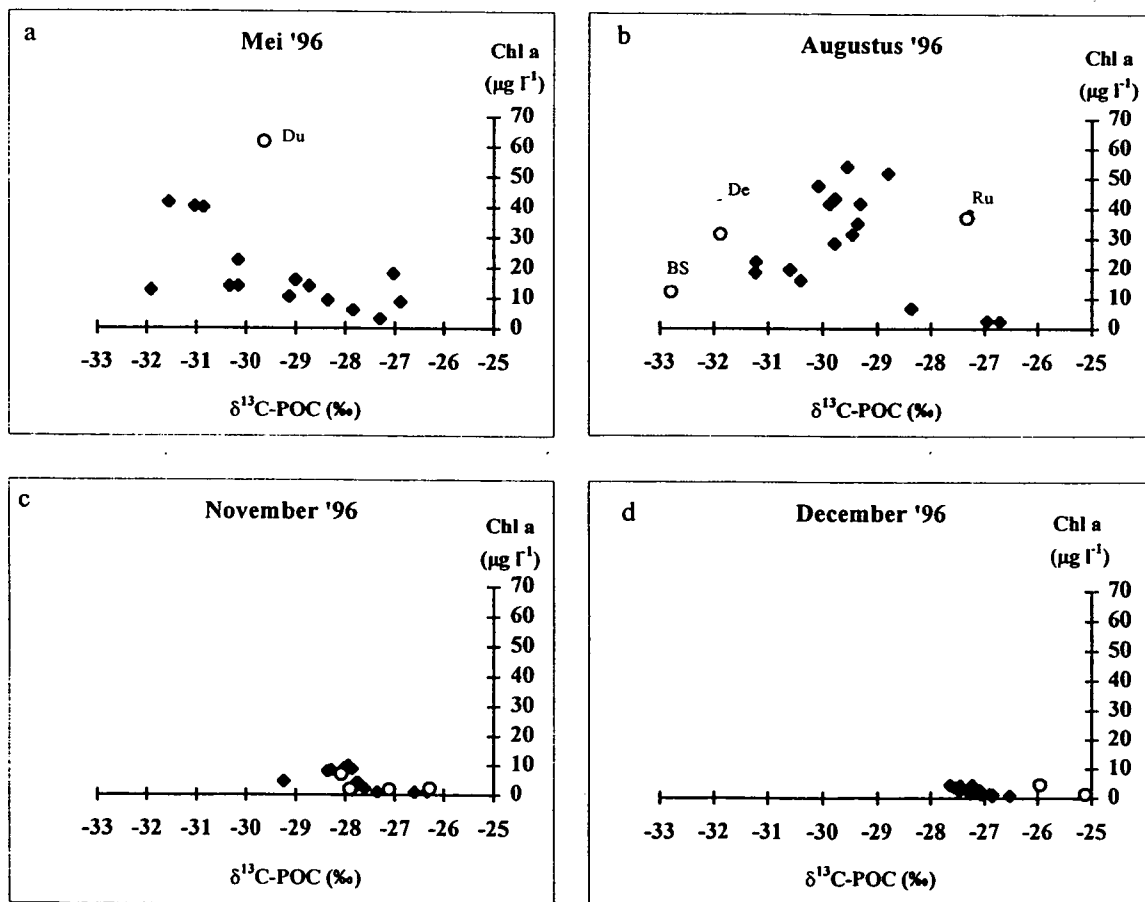 a
Mei '96
Chl a
(µg l⁻¹)
Du
70
60
50
40
30
20
10
0
-33 -32 -31 -30 -29 -28 -27 -26 -25
δ¹³C-POC (‰)
b
Augustus '96
Chl a
(µg l⁻¹)
De
Ru
BS
70
60
50
40
30
20
10
0
-33 -32 -31 -30 -29 -28 -27 -26 -25
δ¹³C-POC (‰)
c
November '96
Chl a
(µg l⁻¹)
70
60
50
40
30
20
10
0
-33 -32 -31 -30 -29 -28 -27 -26 -25
δ¹³C-POC (‰)
d
December '96
Chl a
(µg l⁻¹)
70
60
50
40
30
20
10
0
-33 -32 -31 -30 -29 -28 -27 -26 -25
δ¹³C-POC (‰)